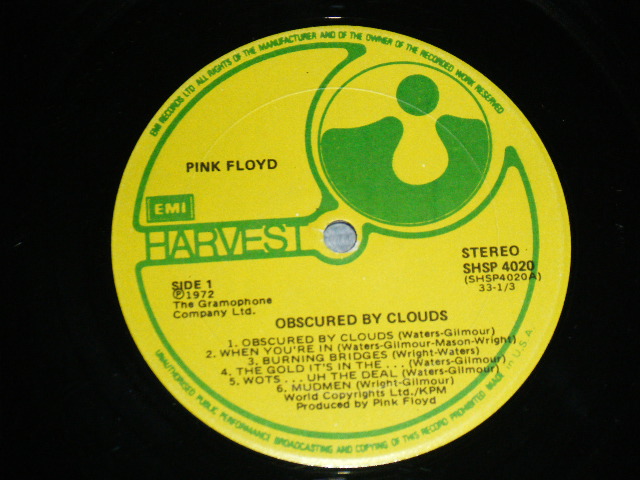 EMI RECORDS LTD ALL RIGHTS OF THE MANUFACTURER AND OF THE OWNER OF THE RECORDED WORK RESERVED
PINK FLOYD
EMI
HARVEST
STEREO
SHSP 4020
(SHSP4020A)
33-1/3
SIDE 1
Ⓟ1972
The Gramophone
Company Ltd.
OBSCURED BY CLOUDS
1. OBSCURED BY CLOUDS (Waters-Gilmour)
2. WHEN YOU'RE IN (Waters-Gilmour-Mason-Wright)
3. BURNING BRIDGES (Wright-Waters)
4. THE GOLD IT'S IN THE ... (Waters-Gilmour)
5. WOTS ... UH THE DEAL (Waters-Gilmour)
6. MUDMEN (Wright-Gilmour)
World Copyrights Ltd./KPM
Produced by Pink Floyd
UNAUTHORISED PUBLIC PERFORMANCE BROADCASTING AND COPYING OF THIS RECORD PROHIBITED MADE in U.S.A.